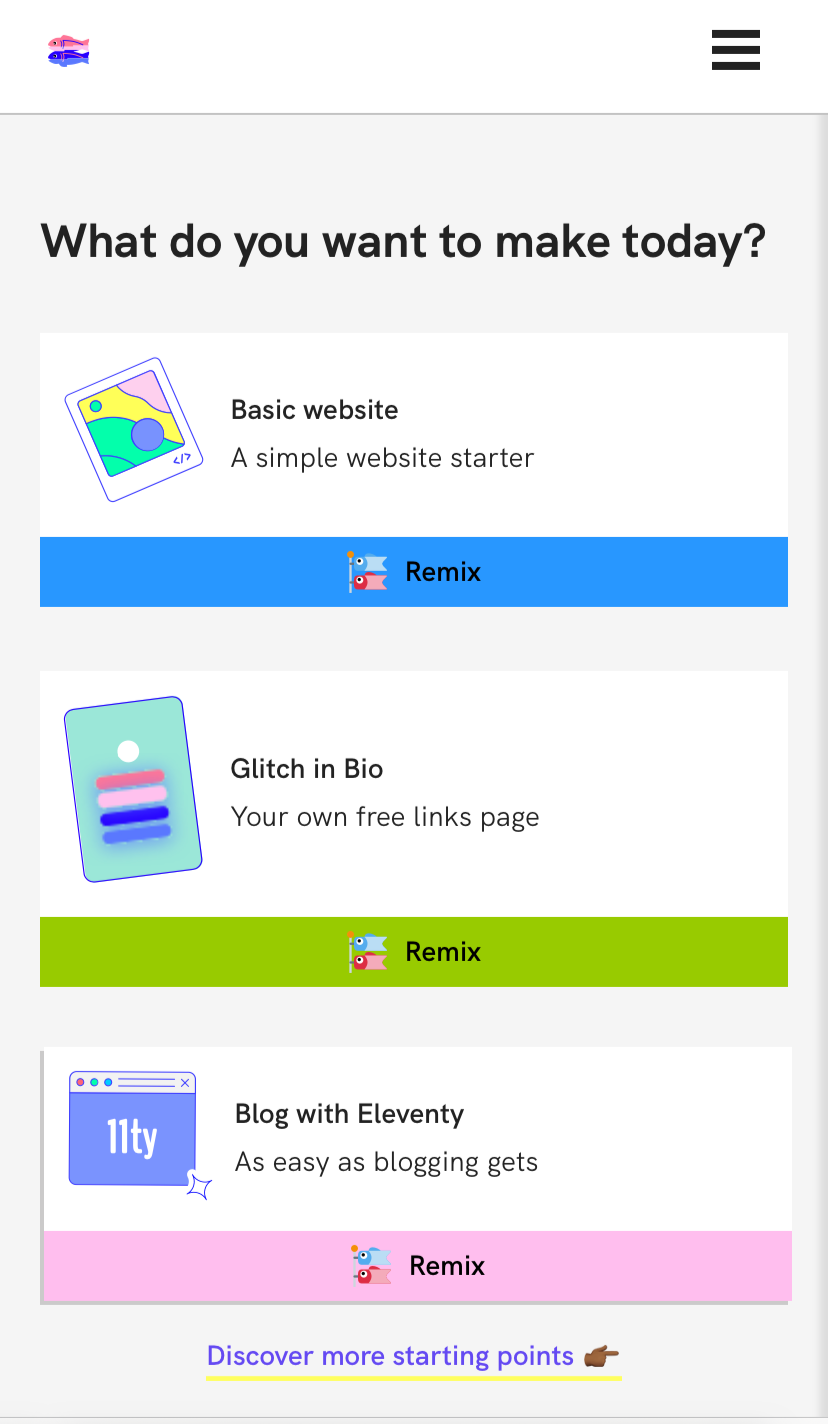 What do you want to make today?
</>
Basic website
A simple website starter
Remix
Glitch in Bio
Your own free links page
Remix
11ty
Blog with Eleventy
As easy as blogging gets
Remix
Discover more starting points 👉🏾